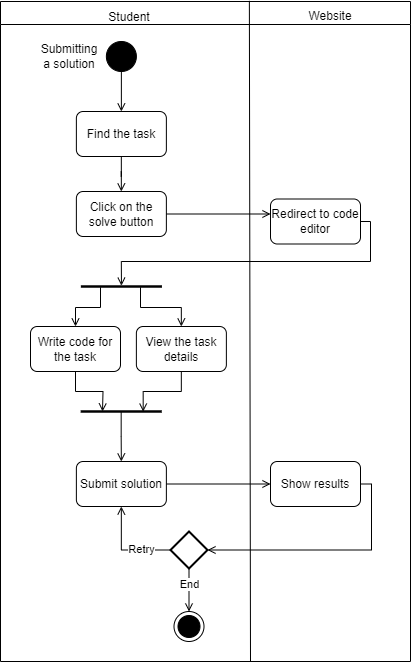 Student
Website
Submitting
a solution
Find the task
Click on the
solve button
Redirect to code
editor
Write code for
the task
View the task
details
Submit solution
Show results
Retry
End